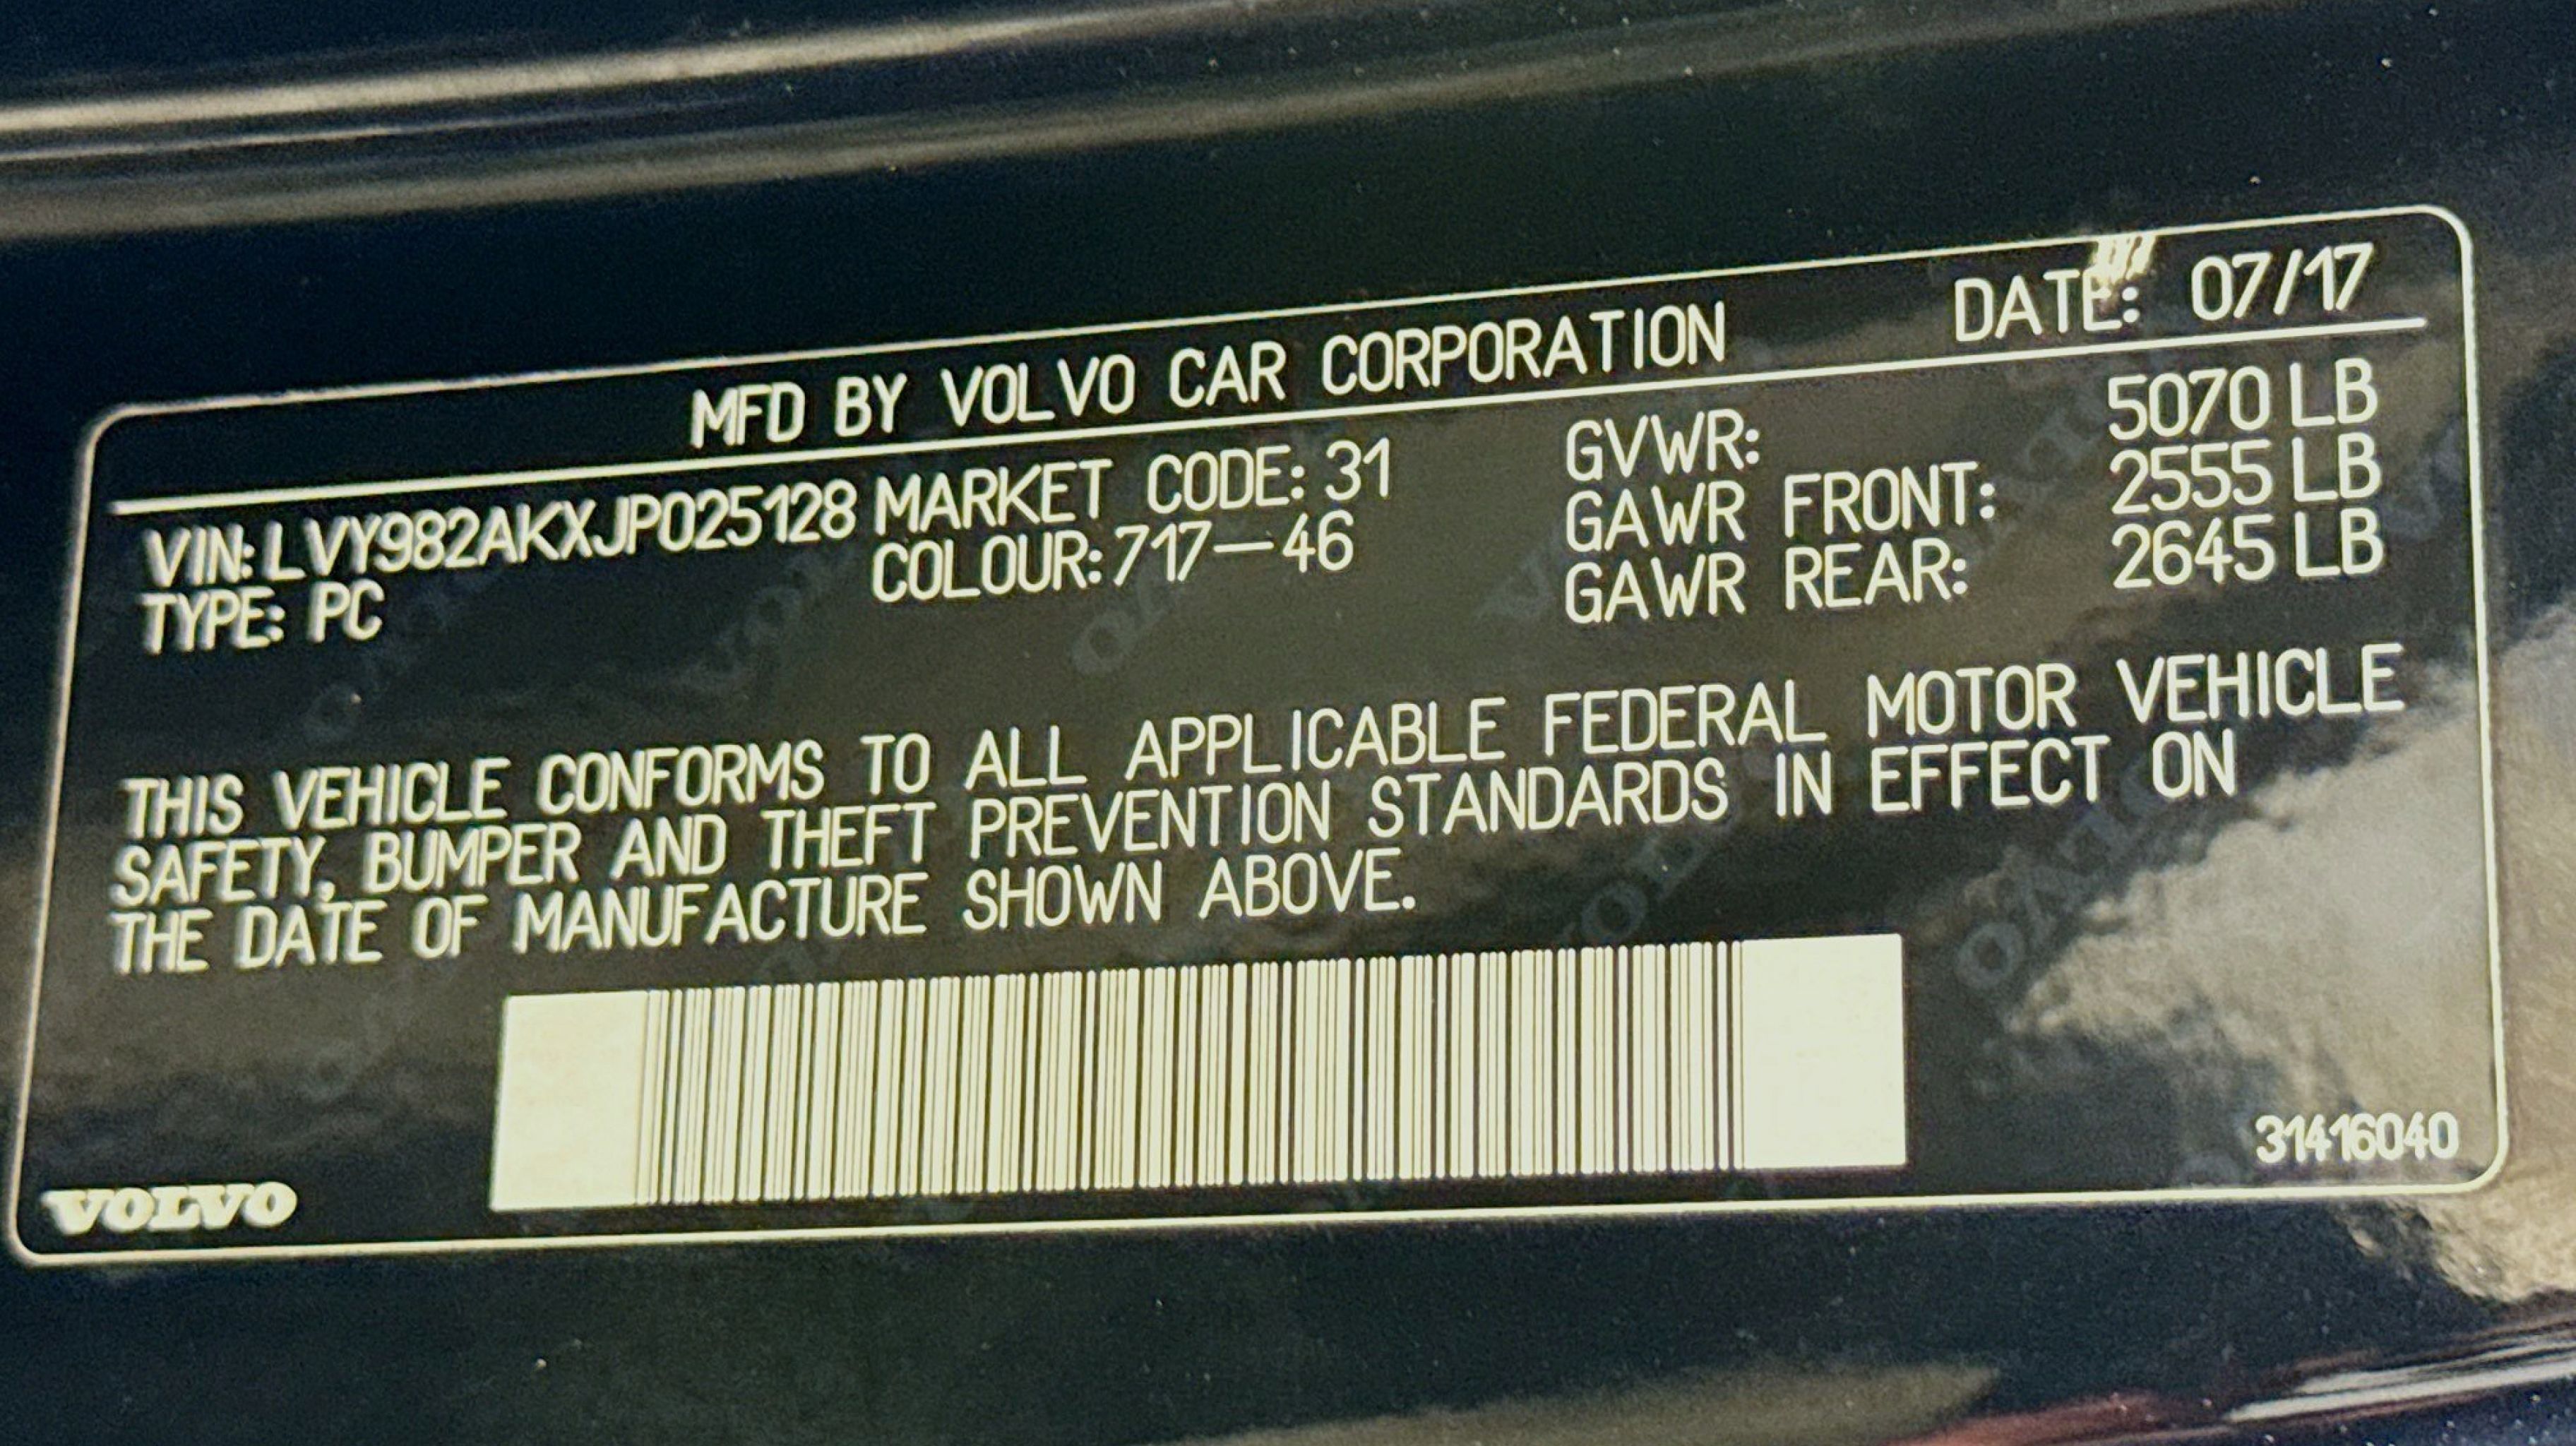 MFD BY VOLVO CAR CORPORATION DATE: 07/17
VIN: LVY982AKXJP025128 MARKET CODE: 31 GVWR: 5070 LB
TYPE: PC COLOUR: 717-46 GAWR FRONT: 2555 LB
GAWR REAR: 2645 LB
THIS VEHICLE CONFORMS TO ALL APPLICABLE FEDERAL MOTOR VEHICLE
SAFETY, BUMPER AND THEFT PREVENTION STANDARDS IN EFFECT ON
THE DATE OF MANUFACTURE SHOWN ABOVE.
31416040
VOLVO